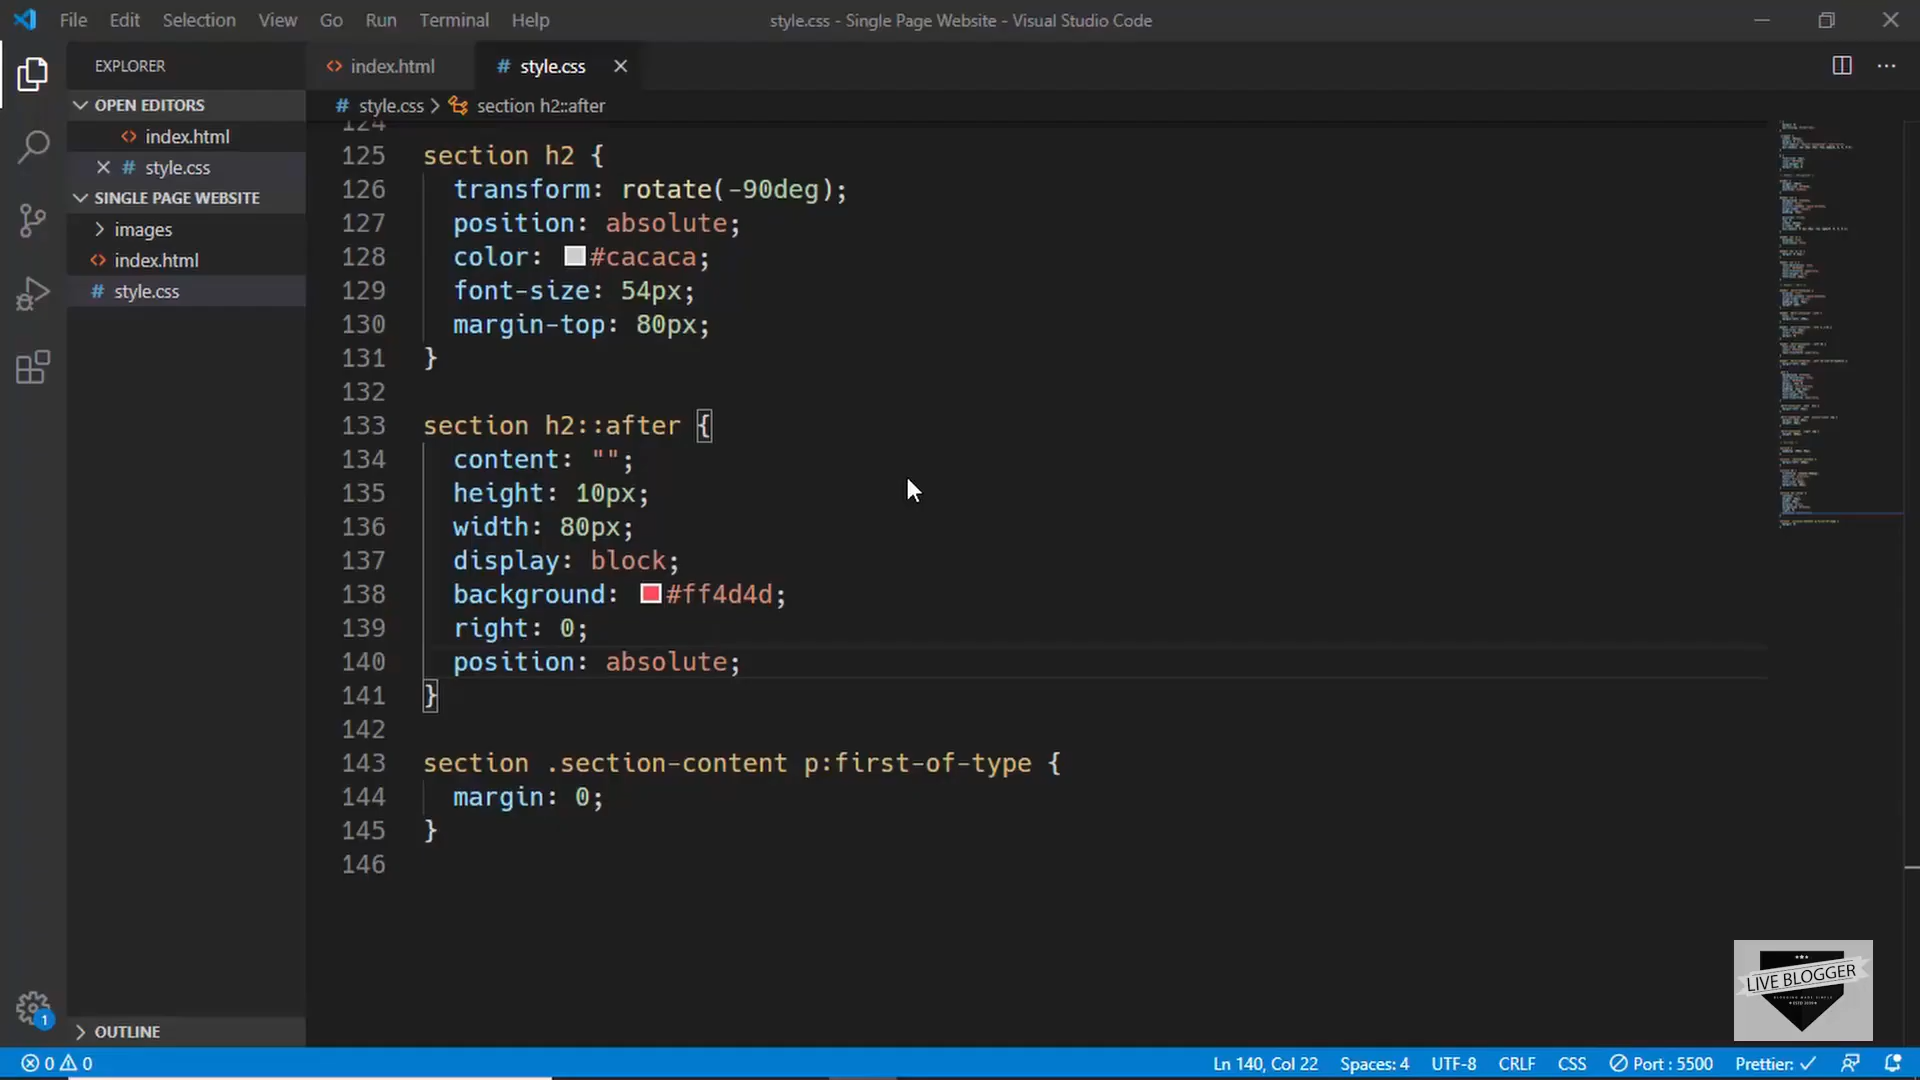 File Edit Selection View Go Run Terminal Help
style.css - Single Page Website - Visual Studio Code
EXPLORER
OPEN EDITORS
<> index.html
# style.css
SINGLE PAGE WEBSITE
images
<> index.html
# style.css
OUTLINE
<> index.html
# style.css
# style.css > section h2::after
124
125 section h2 {
126 transform: rotate(-90deg);
127 position: absolute;
128 color: #cacaca;
129 font-size: 54px;
130 margin-top: 80px;
131 }
132
133 section h2::after {
134 content: "";
135 height: 10px;
136 width: 80px;
137 display: block;
138 background: #ff4d4d;
139 right: 0;
140 position: absolute;
141 }
142
143 section .section-content p:first-of-type {
144 margin: 0;
145 }
146
LIVE BLOGGER
1
0 0
Ln 140, Col 22 Spaces: 4 UTF-8 CRLF CSS Port : 5500 Prettier: ✓